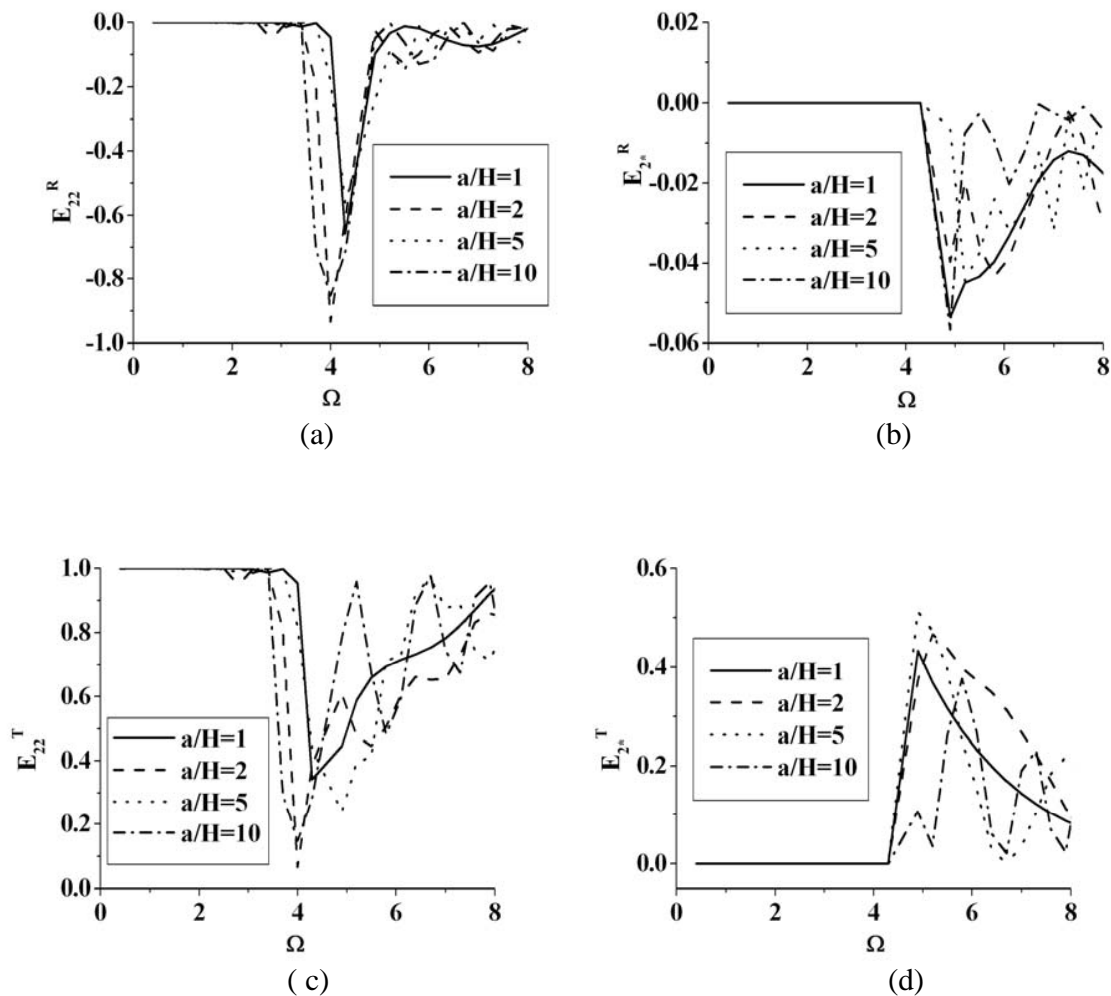 0.0
-0.2
-0.4
-0.6
-0.8
-1.0
E22^R
a/H=1
a/H=2
a/H=5
a/H=10
0 2 4 6 8
Ω
(a)
0.02
0.00
-0.02
-0.04
-0.06
E2*^R
a/H=1
a/H=2
a/H=5
a/H=10
0 2 4 6 8
Ω
(b)
1.0
0.8
0.6
0.4
0.2
0.0
E22^T
a/H=1
a/H=2
a/H=5
a/H=10
0 2 4 6 8
Ω
( c)
0.6
0.4
0.2
0.0
E2*^T
a/H=1
a/H=2
a/H=5
a/H=10
0 2 4 6 8
Ω
(d)